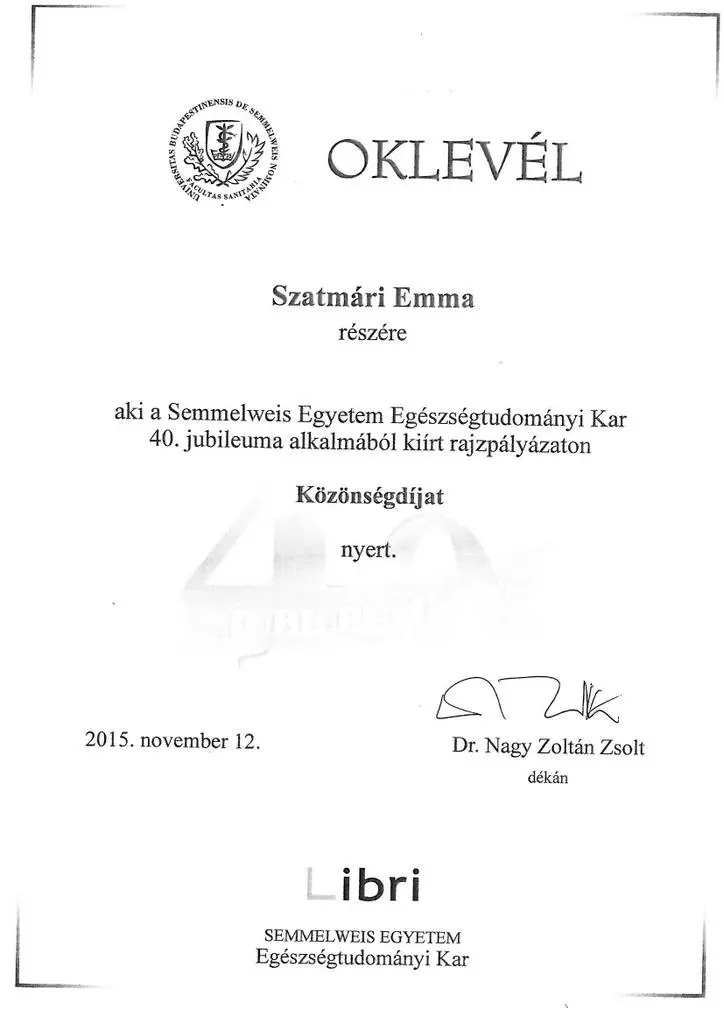 UNIVERSITAS BUDAPESTINENSIS DE SEMMELWEIS NOMINATA
FACULTAS SANITARIA
OKLEVÉL
Szatmári Emma
részére
aki a Semmelweis Egyetem Egészségtudományi Kar
40. jubileuma alkalmából kiírt rajzpályázaton
Közönségdíjat
nyert.
40
2015. november 12.
Dr. Nagy Zoltán Zsolt
dékán
Libri
SEMMELWEIS EGYETEM
Egészségtudományi Kar